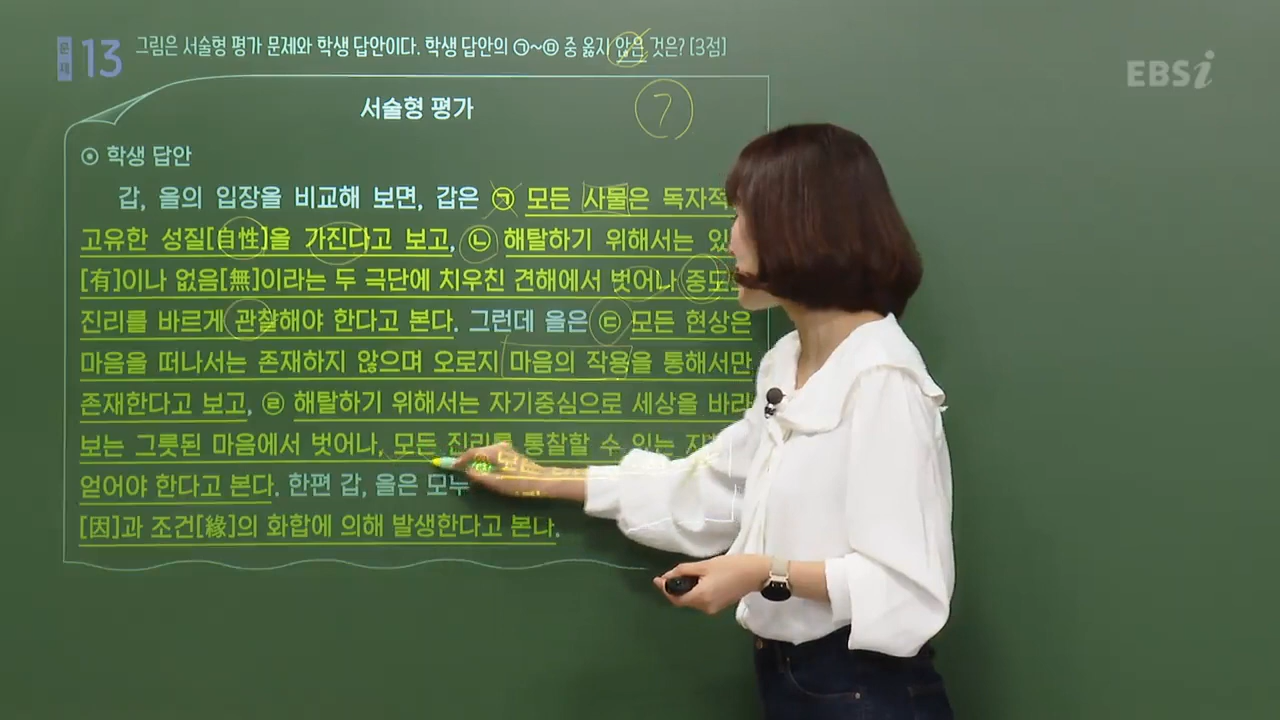 문제 13 그림은 서술형 평가 문제와 학생 답안이다. 학생 답안의 ㉠~㉤ 중 옳지 않은 것은? [3점]
EBSi
서술형 평가
7
⊙ 학생 답안
갑, 을의 입장을 비교해 보면, 갑은 ㉠ 모든 사물은 독자적
고유한 성질[自性]을 가진다고 보고, ㉡ 해탈하기 위해서는 있
[有]이나 없음[無]이라는 두 극단에 치우친 견해에서 벗어나 중도
진리를 바르게 관찰해야 한다고 본다. 그런데 을은 ㉢ 모든 현상은
마음을 떠나서는 존재하지 않으며 오로지 마음의 작용을 통해서만
존재한다고 보고, ㉣ 해탈하기 위해서는 자기중심으로 세상을 바라
보는 그릇된 마음에서 벗어나, 모든 진리를 통찰할 수 있는
얻어야 한다고 본다. 한편 갑, 을은 모두
[因]과 조건[緣]의 화합에 의해 발생한다고 본다.